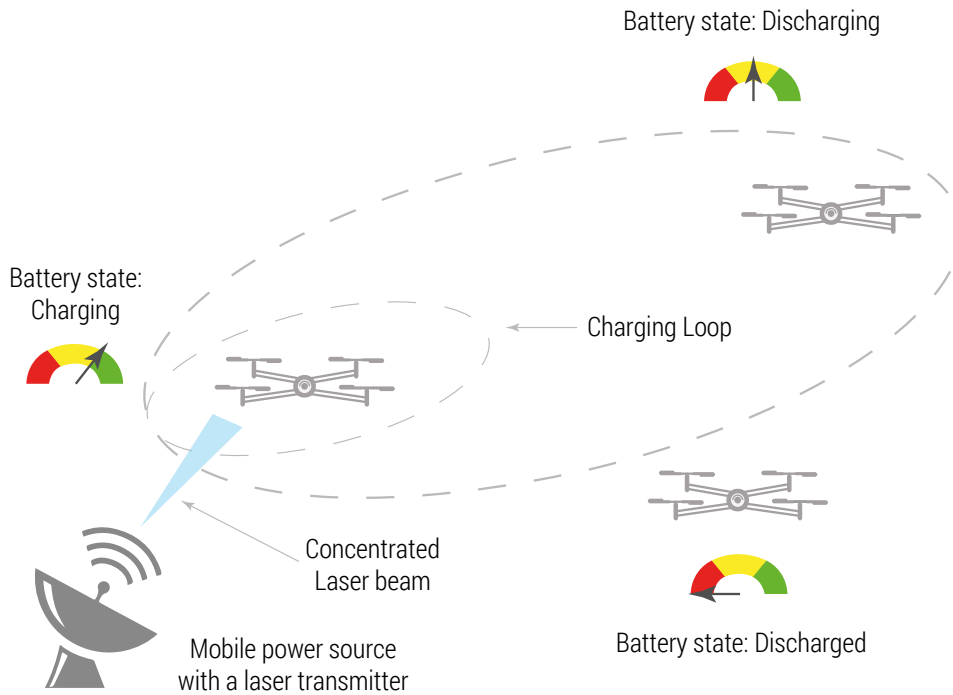 Battery state: Discharging
Battery state:
Charging
Charging Loop
Concentrated
Laser beam
Mobile power source
with a laser transmitter
Battery state: Discharged